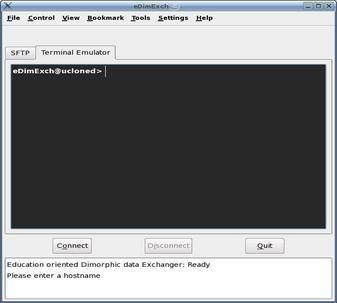 eDimExch
File Control View Bookmark Tools Settings Help
SFTP Terminal Emulator
eDimExch@ucloned>
Connect Disconnect Quit
Education oriented Dimorphic data Exchanger: Ready
Please enter a hostname